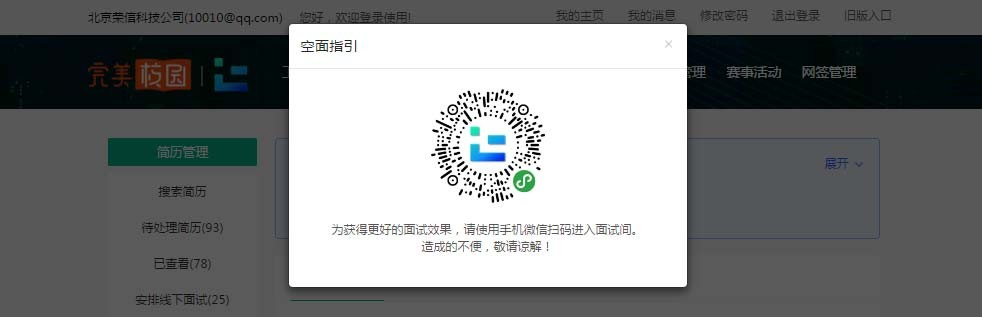 北京荣信科技公司(10010@qq.com) 您好，欢迎登录使用! 我的主页 我的消息 修改密码 退出登录 旧版入口
空面指引 ×
完美校园 管理 赛事活动 网签管理
简历管理
展开
搜索简历
待处理简历(93)
为获得更好的面试效果，请使用手机微信扫码进入面试间。
造成的不便，敬请谅解！
已查看(78)
安排线下面试(25)